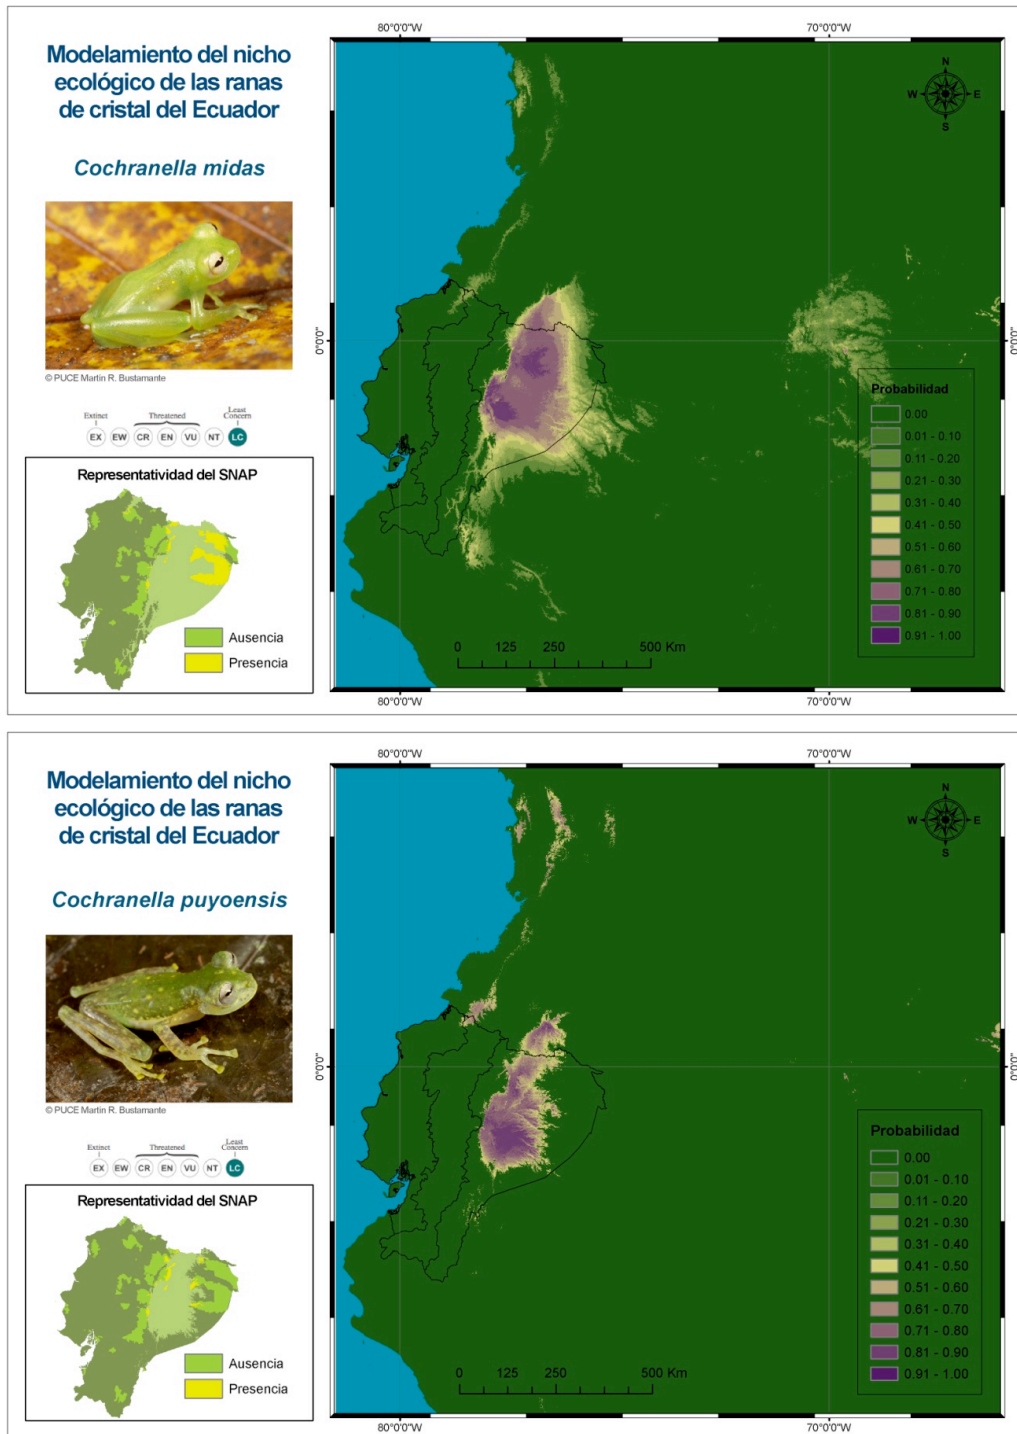 Modelamiento del nicho
ecológico de las ranas
de cristal del Ecuador
Cochranella midas
© PUCE Martin R. Bustamante
Extinct
Threatened
Least
Concern
EX EW CR EN VU NT LC
Representatividad del SNAP
Ausencia
Presencia
80°0'0"W 70°0'0"W
N
W E
S
0°0'0" 0°0'0"
Probabilidad
0.00
0.01 - 0.10
0.11 - 0.20
0.21 - 0.30
0.31 - 0.40
0.41 - 0.50
0.51 - 0.60
0.61 - 0.70
0.71 - 0.80
0.81 - 0.90
0.91 - 1.00
0 125 250 500 Km
80°0'0"W 70°0'0"W
Modelamiento del nicho
ecológico de las ranas
de cristal del Ecuador
Cochranella puyoensis
© PUCE Martin R. Bustamante
Extinct
Threatened
Least
Concern
EX EW CR EN VU NT LC
Representatividad del SNAP
Ausencia
Presencia
80°0'0"W 70°0'0"W
N
W E
S
0°0'0" 0°0'0"
Probabilidad
0.00
0.01 - 0.10
0.11 - 0.20
0.21 - 0.30
0.31 - 0.40
0.41 - 0.50
0.51 - 0.60
0.61 - 0.70
0.71 - 0.80
0.81 - 0.90
0.91 - 1.00
0 125 250 500 Km
80°0'0"W 70°0'0"W